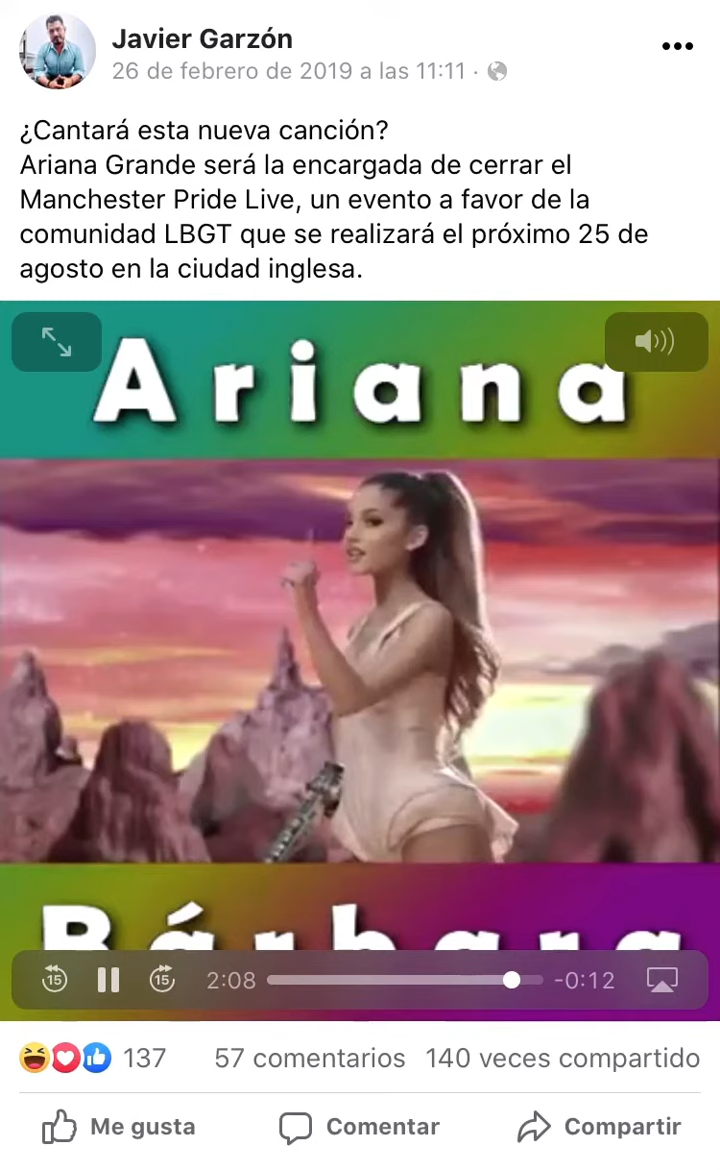 Javier Garzón
26 de febrero de 2019 a las 11:11 ·
¿Cantará esta nueva canción?
Ariana Grande será la encargada de cerrar el
Manchester Pride Live, un evento a favor de la
comunidad LBGT que se realizará el próximo 25 de
agosto en la ciudad inglesa.
Ariana
Bárbara
15 15 2:08 -0:12
137 57 comentarios 140 veces compartido
Me gusta Comentar Compartir